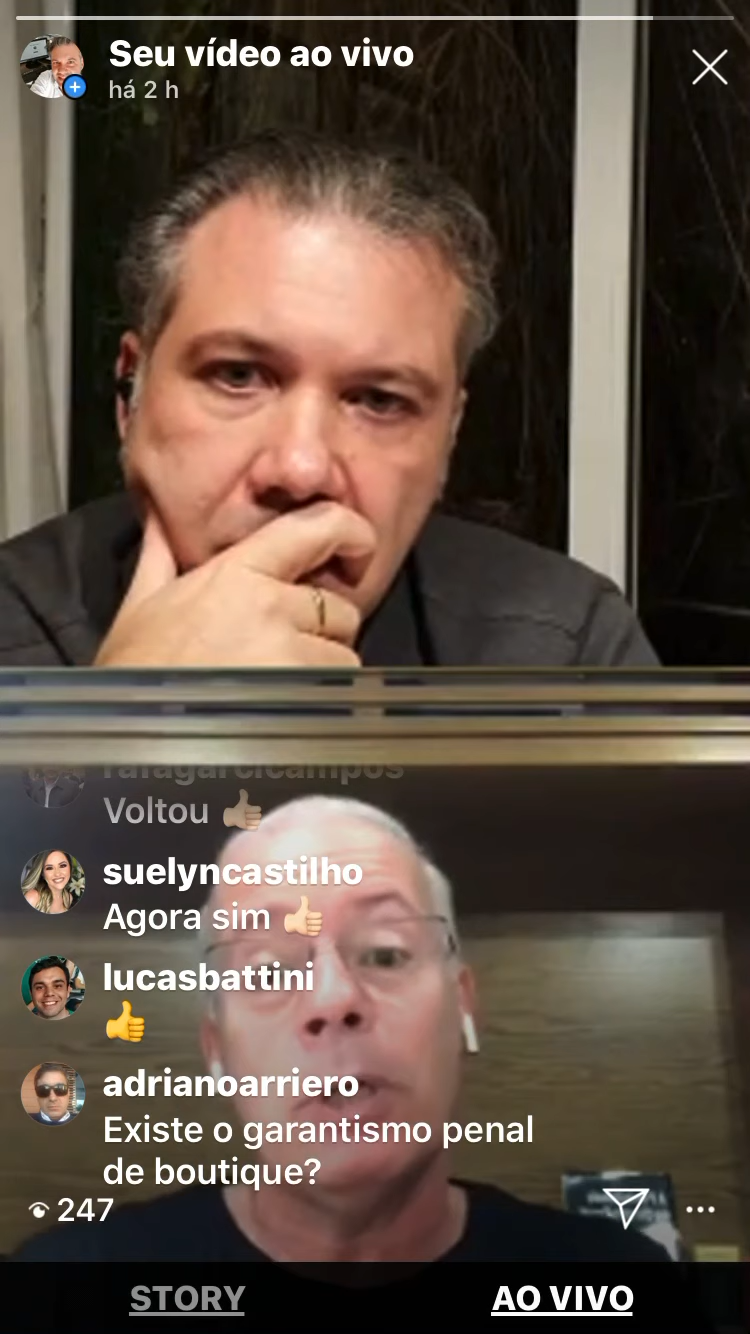 Seu vídeo ao vivo
há 2 h
rafagarcicampos
Voltou 👍🏼
suelyncastilho
Agora sim 👍🏼
lucasbattini
👍
adrianoarriero
Existe o garantismo penal
de boutique?
247
STORY
AO VIVO